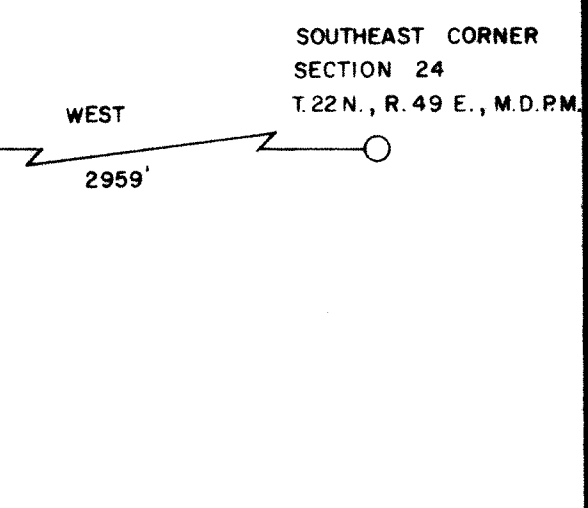 SOUTHEAST CORNER
SECTION 24
T. 22 N., R. 49 E., M.D.P.M.
WEST
2959'